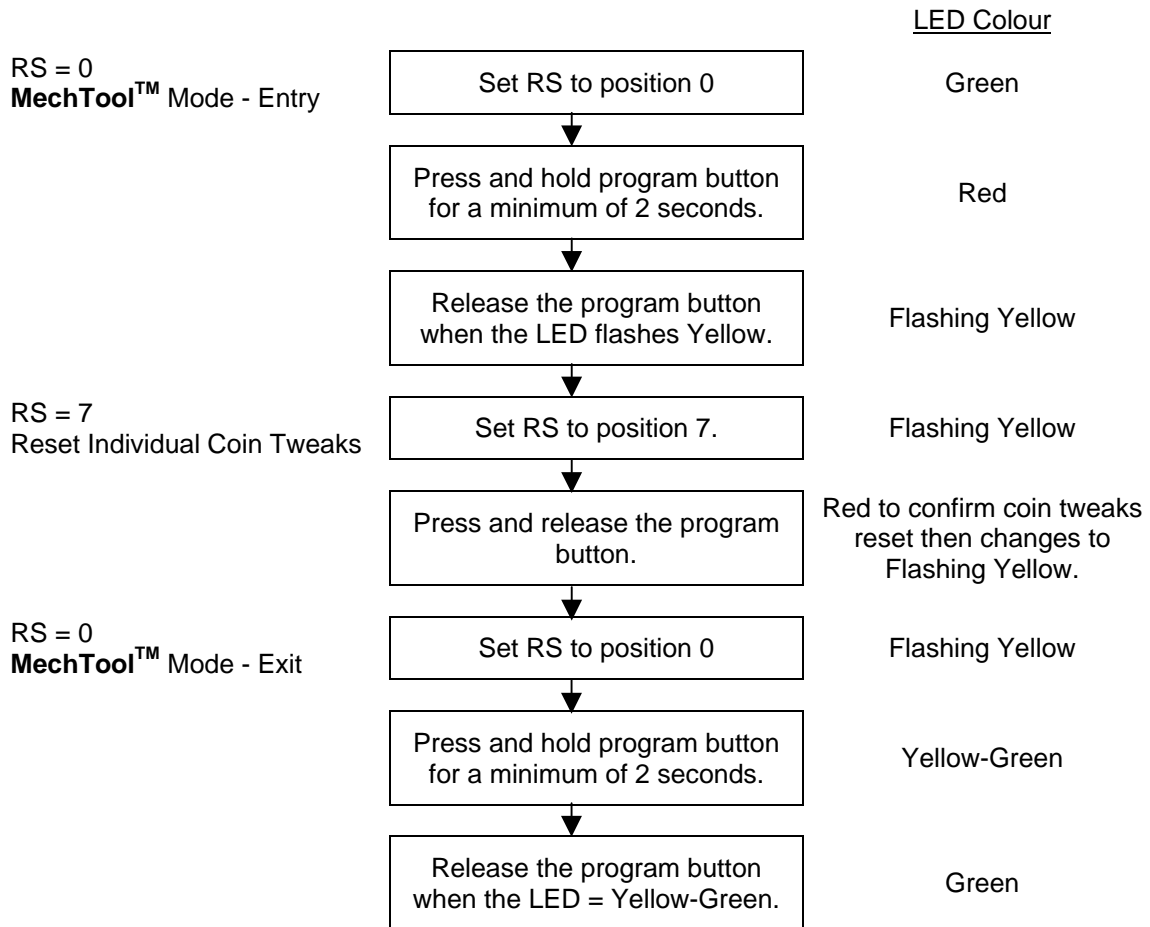 LED Colour
RS = 0
MechTool™ Mode - Entry
Set RS to position 0
Green
Press and hold program button
for a minimum of 2 seconds.
Red
Release the program button
when the LED flashes Yellow.
Flashing Yellow
RS = 7
Reset Individual Coin Tweaks
Set RS to position 7.
Flashing Yellow
Press and release the program
button.
Red to confirm coin tweaks
reset then changes to
Flashing Yellow.
RS = 0
MechTool™ Mode - Exit
Set RS to position 0
Flashing Yellow
Press and hold program button
for a minimum of 2 seconds.
Yellow-Green
Release the program button
when the LED = Yellow-Green.
Green